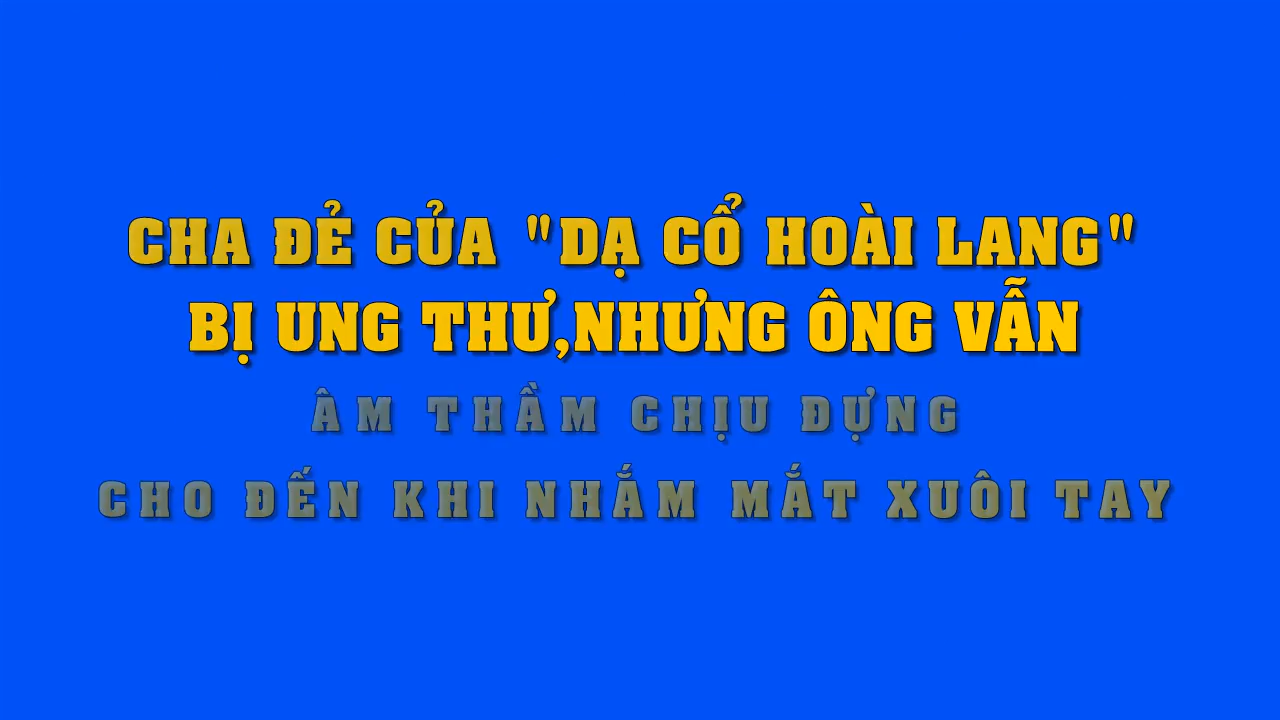 CHA ĐẺ CỦA "DẠ CỔ HOÀI LANG"
BỊ UNG THƯ,NHƯNG ÔNG VẪN
ÂM THẦM CHỊU ĐỰNG
CHO ĐẾN KHI NHẮM MẮT XUÔI TAY